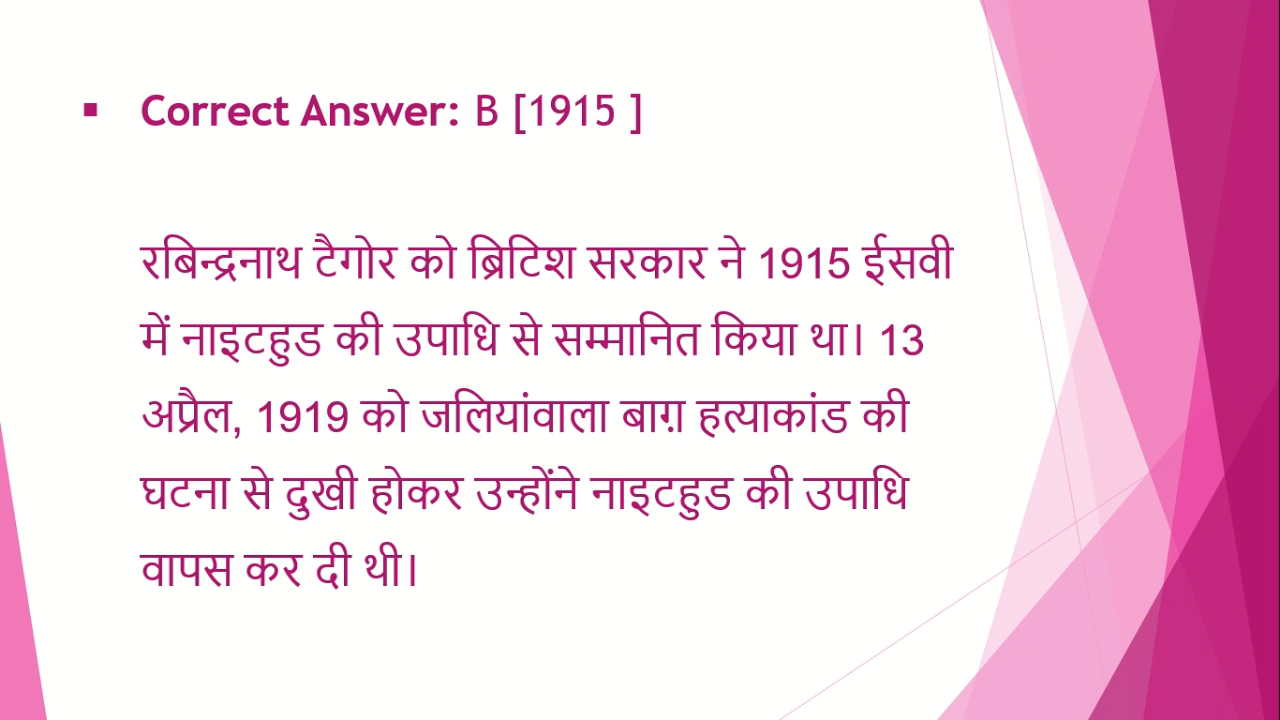 ▪ Correct Answer: B [1915 ]
रबिन्द्रनाथ टैगोर को ब्रिटिश सरकार ने 1915 ईसवी
में नाइटहुड की उपाधि से सम्मानित किया था। 13
अप्रैल, 1919 को जलियांवाला बाग़ हत्याकांड की
घटना से दुखी होकर उन्होंने नाइटहुड की उपाधि
वापस कर दी थी।